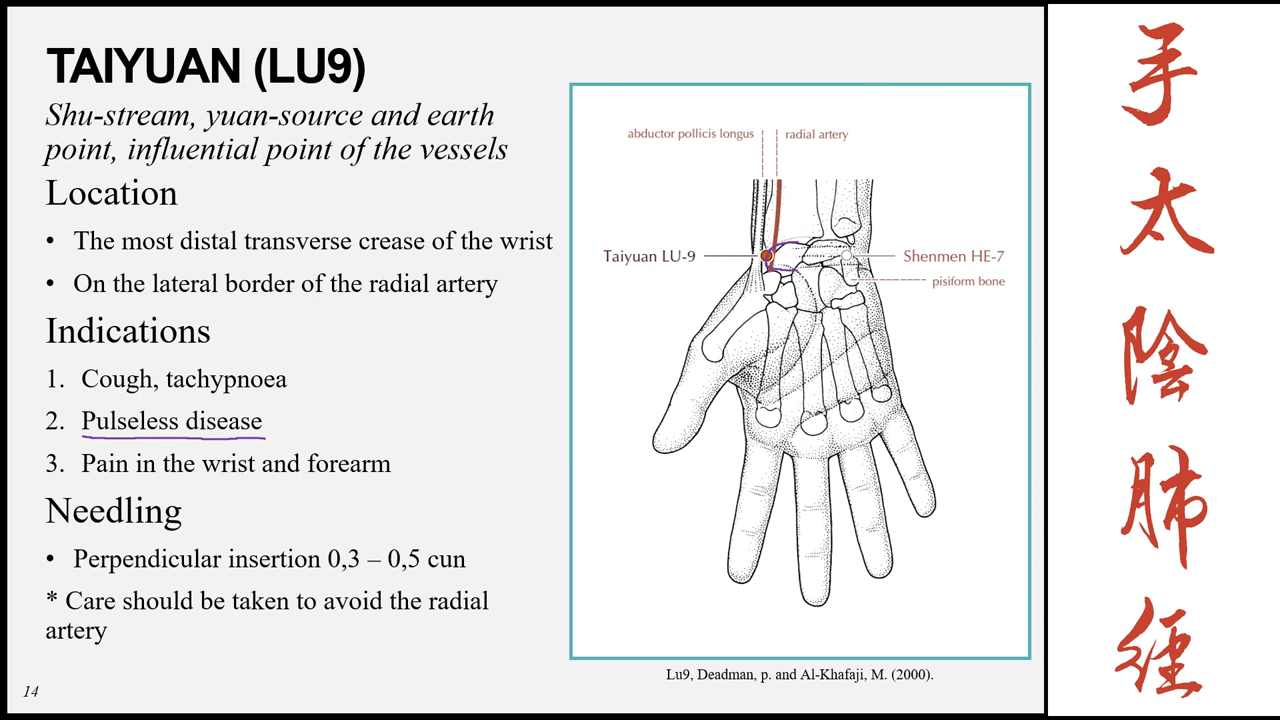 TAIYUAN (LU9)
Shu-stream, yuan-source and earth
point, influential point of the vessels
Location
• The most distal transverse crease of the wrist
• On the lateral border of the radial artery
Indications
1. Cough, tachypnoea
2. Pulseless disease
3. Pain in the wrist and forearm
Needling
• Perpendicular insertion 0,3 – 0,5 cun
* Care should be taken to avoid the radial
artery
14
abductor pollicis longus
radial artery
Taiyuan LU-9
Shenmen HE-7
pisiform bone
Lu9, Deadman, p. and Al-Khafaji, M. (2000).
手
太
陰
肺
經